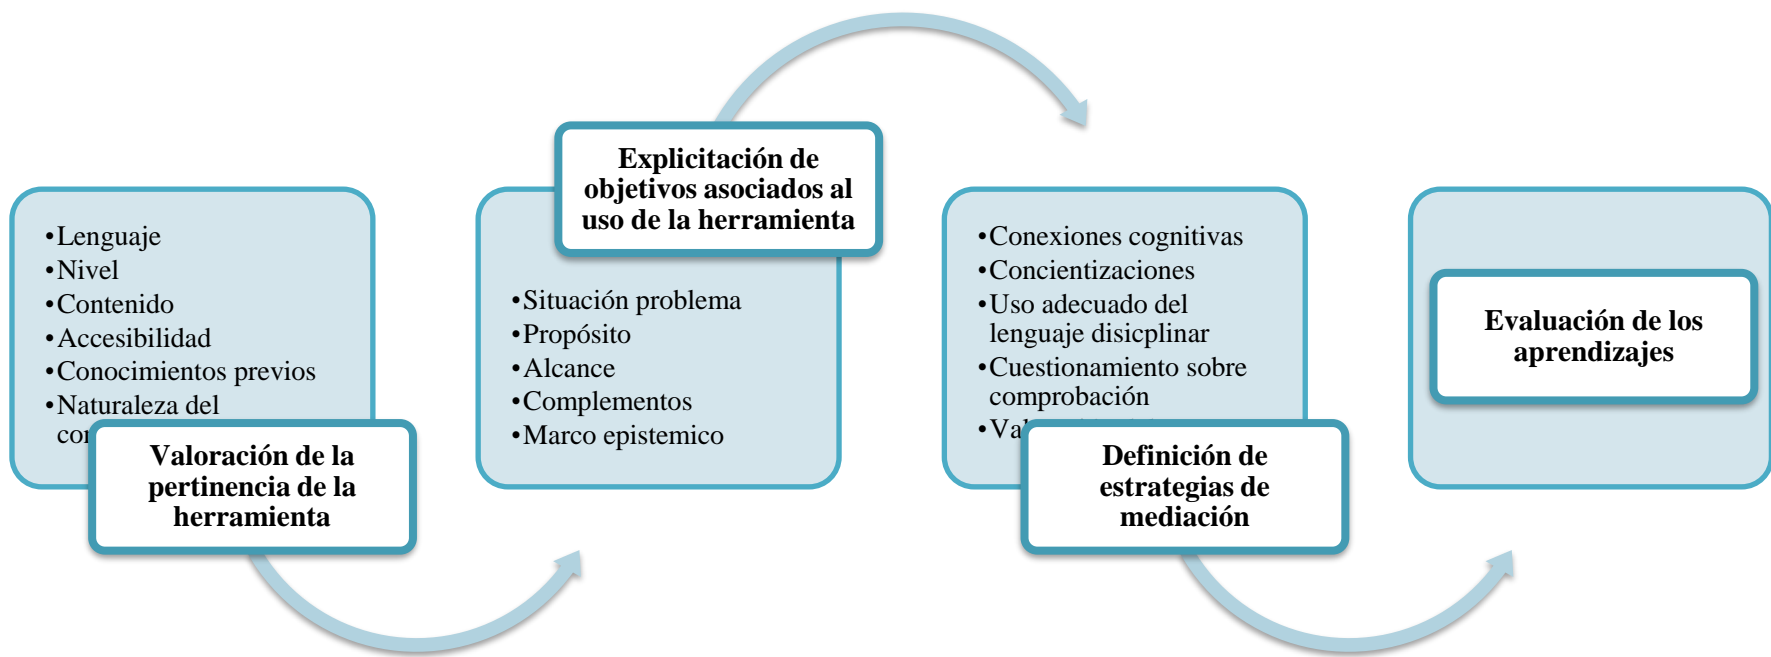 •Lenguaje
•Nivel
•Contenido
•Accesibilidad
•Conocimientos previos
•Naturaleza del
Valoración de la
pertinencia de la
herramienta
Explicitación de
objetivos asociados al
uso de la herramienta
•Situación problema
•Propósito
•Alcance
•Complementos
•Marco epistemico
•Conexiones cognitivas
•Concientizaciones
•Uso adecuado del
lenguaje disicplinar
•Cuestionamiento sobre
comprobación
Definición de
estrategias de
mediación
Evaluación de los
aprendizajes